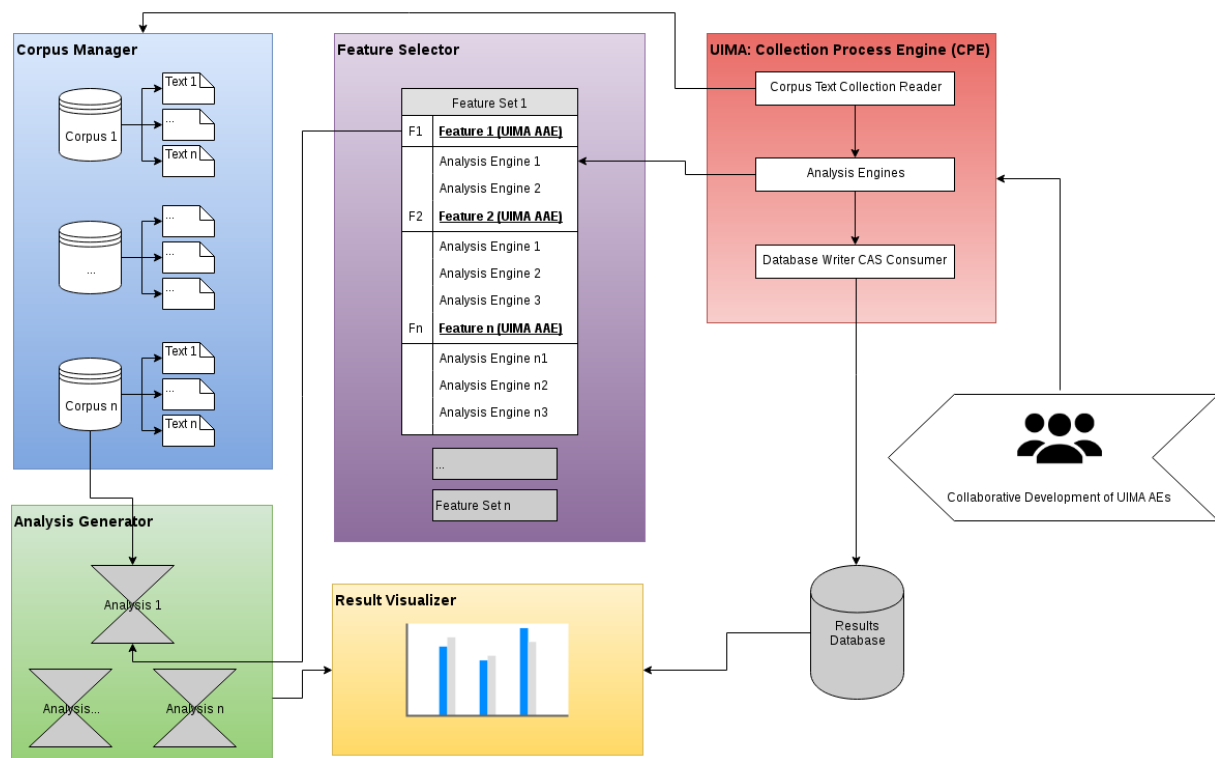 Corpus Manager
Corpus 1
Text 1
...
Text n
...
...
...
...
Corpus n
Text 1
...
Text n
Feature Selector
Feature Set 1
F1 Feature 1 (UIMA AAE)
Analysis Engine 1
Analysis Engine 2
F2 Feature 2 (UIMA AAE)
Analysis Engine 1
Analysis Engine 2
Analysis Engine 3
Fn Feature n (UIMA AAE)
Analysis Engine n1
Analysis Engine n2
Analysis Engine n3
...
Feature Set n
UIMA: Collection Process Engine (CPE)
Corpus Text Collection Reader
Analysis Engines
Database Writer CAS Consumer
Collaborative Development of UIMA AEs
Analysis Generator
Analysis 1
Analysis...
Analysis n
Result Visualizer
Results
Database